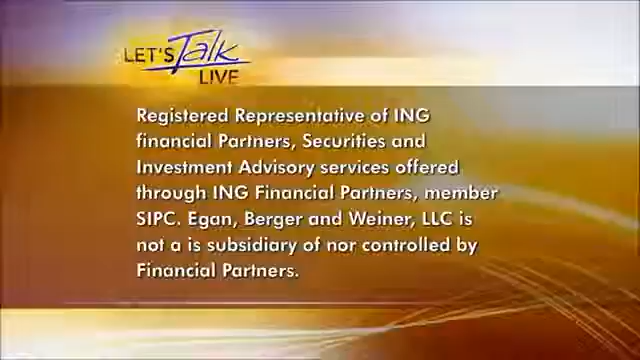 LET'S Talk
LIVE
Registered Representative of ING
financial Partners, Securities and
Investment Advisory services offered
through ING Financial Partners, member
SIPC. Egan, Berger and Weiner, LLC is
not a is subsidiary of nor controlled by
Financial Partners.